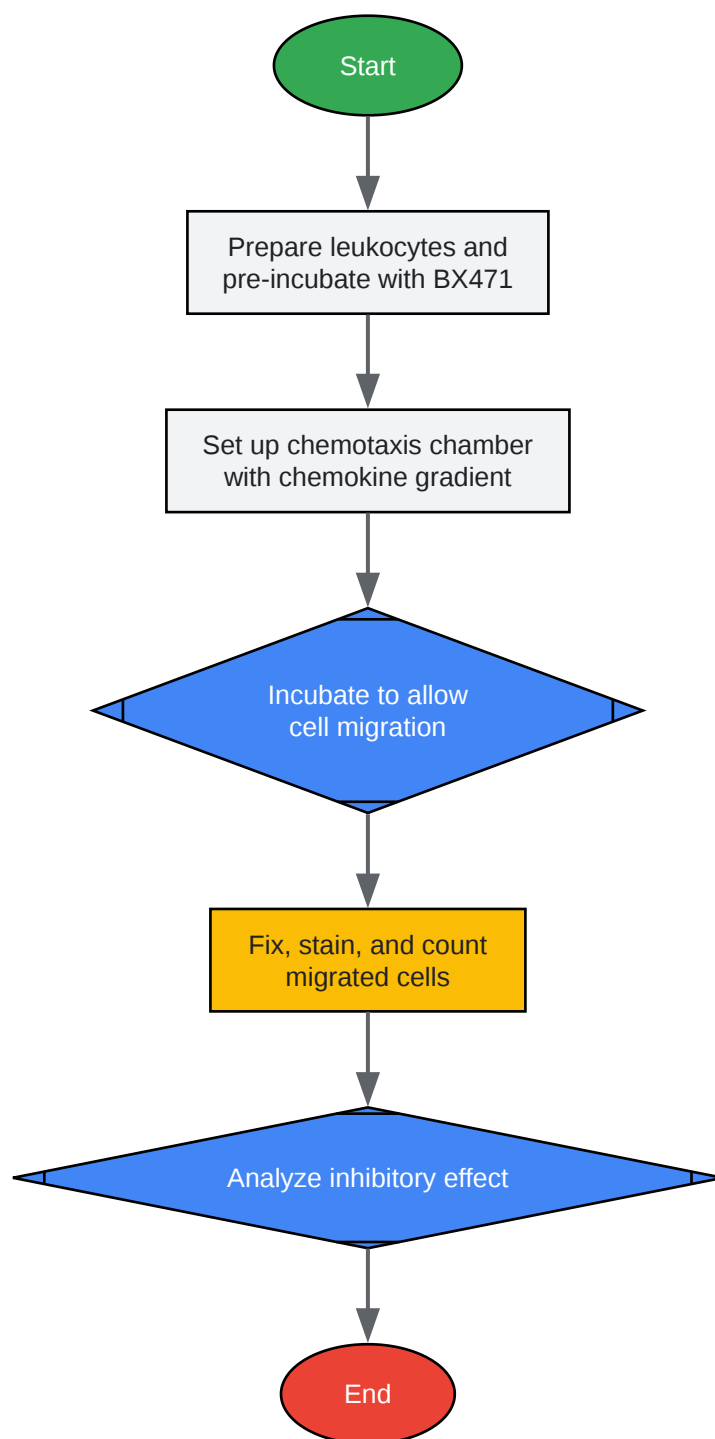 Start
Prepare leukocytes and
pre-incubate with BX471
Set up chemotaxis chamber
with chemokine gradient
Incubate to allow
cell migration
Fix, stain, and count
migrated cells
Analyze inhibitory effect
End